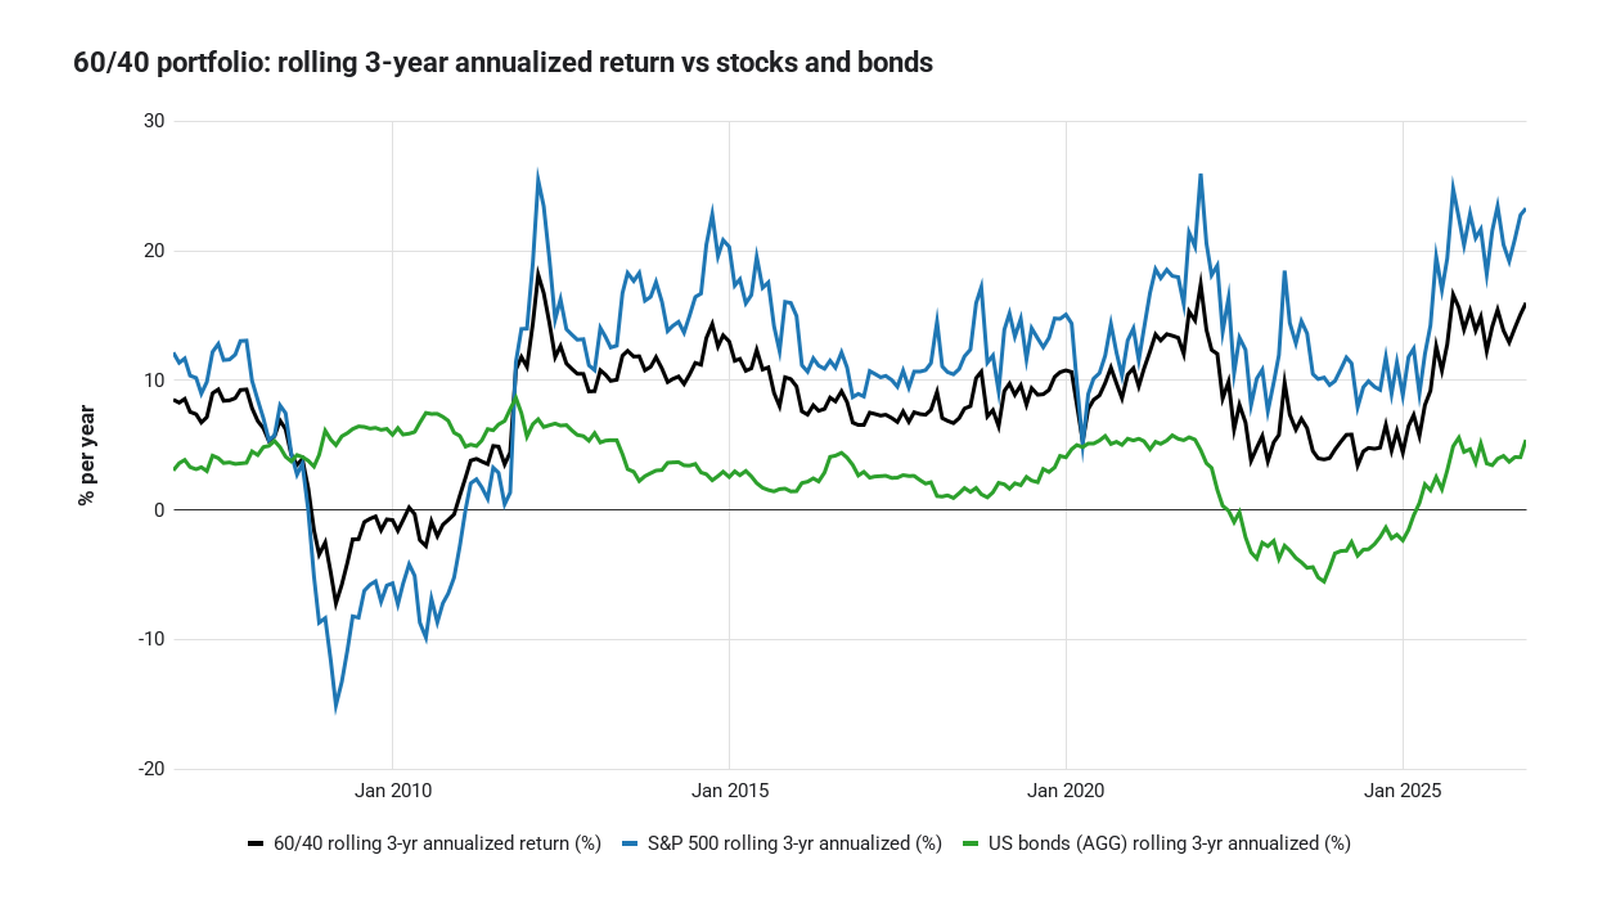 60/40 portfolio: rolling 3-year annualized return vs stocks and bonds
30
20
10
0
-10
-20
% per year
Jan 2010
Jan 2015
Jan 2020
Jan 2025
60/40 rolling 3-yr annualized return (%)
S&P 500 rolling 3-yr annualized (%)
US bonds (AGG) rolling 3-yr annualized (%)